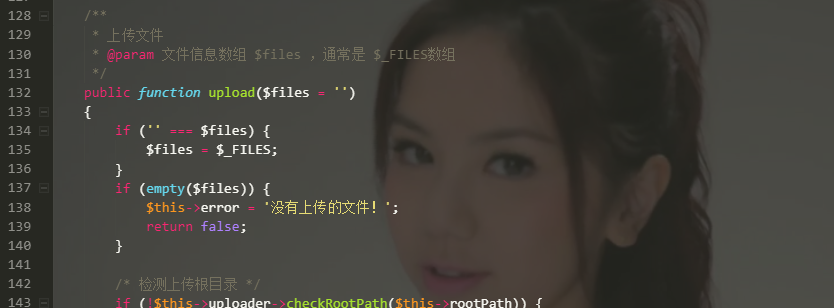 128 /**
129 * 上传文件
130 * @param 文件信息数组 $files ，通常是 $_FILES数组
131 */
132 public function upload($files = '')
133 {
134 if ('' === $files) {
135 $files = $_FILES;
136 }
137 if (empty($files)) {
138 $this->error = '没有上传的文件！';
139 return false;
140 }
141
142 /* 检测上传根目录 */
143 if (!$this->uploader->checkRootPath($this->rootPath)) {